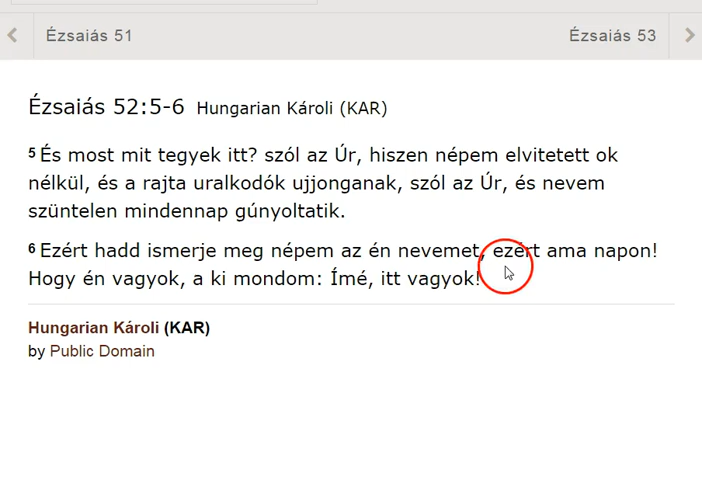 Ézsaiás 51
Ézsaiás 53
Ézsaiás 52:5-6 Hungarian Károli (KAR)
5 És most mit tegyek itt? szól az Úr, hiszen népem elvitetett ok
nélkül, és a rajta uralkodók ujjonganak, szól az Úr, és nevem
szüntelen mindennap gúnyoltatik.
6 Ezért hadd ismerje meg népem az én nevemet, ezért ama napon!
Hogy én vagyok, a ki mondom: Ímé, itt vagyok!
Hungarian Károli (KAR)
by Public Domain